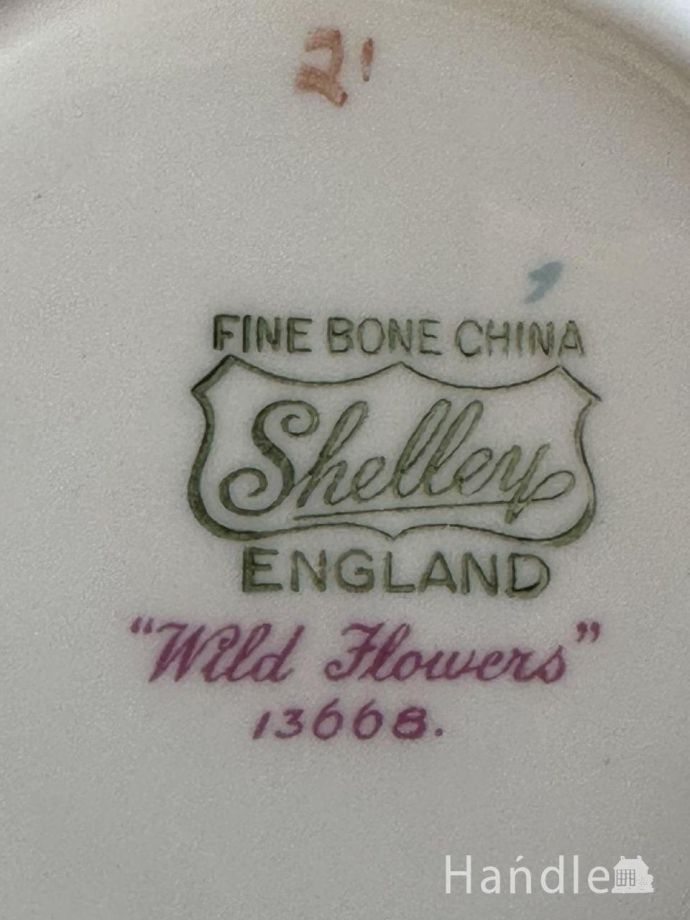 21
FINE BONE CHINA
Shelley
ENGLAND
"Wild Flowers"
13668.
Handle